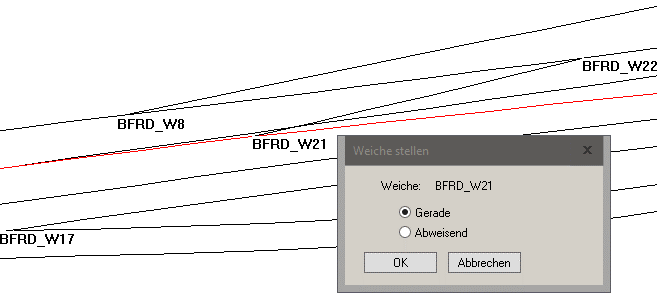 BFRD_W22
BFRD_W8
BFRD_W21
Weiche stellen X
Weiche: BFRD_W21
Gerade
Abweisend
BFRD_W17
OK Abbrechen